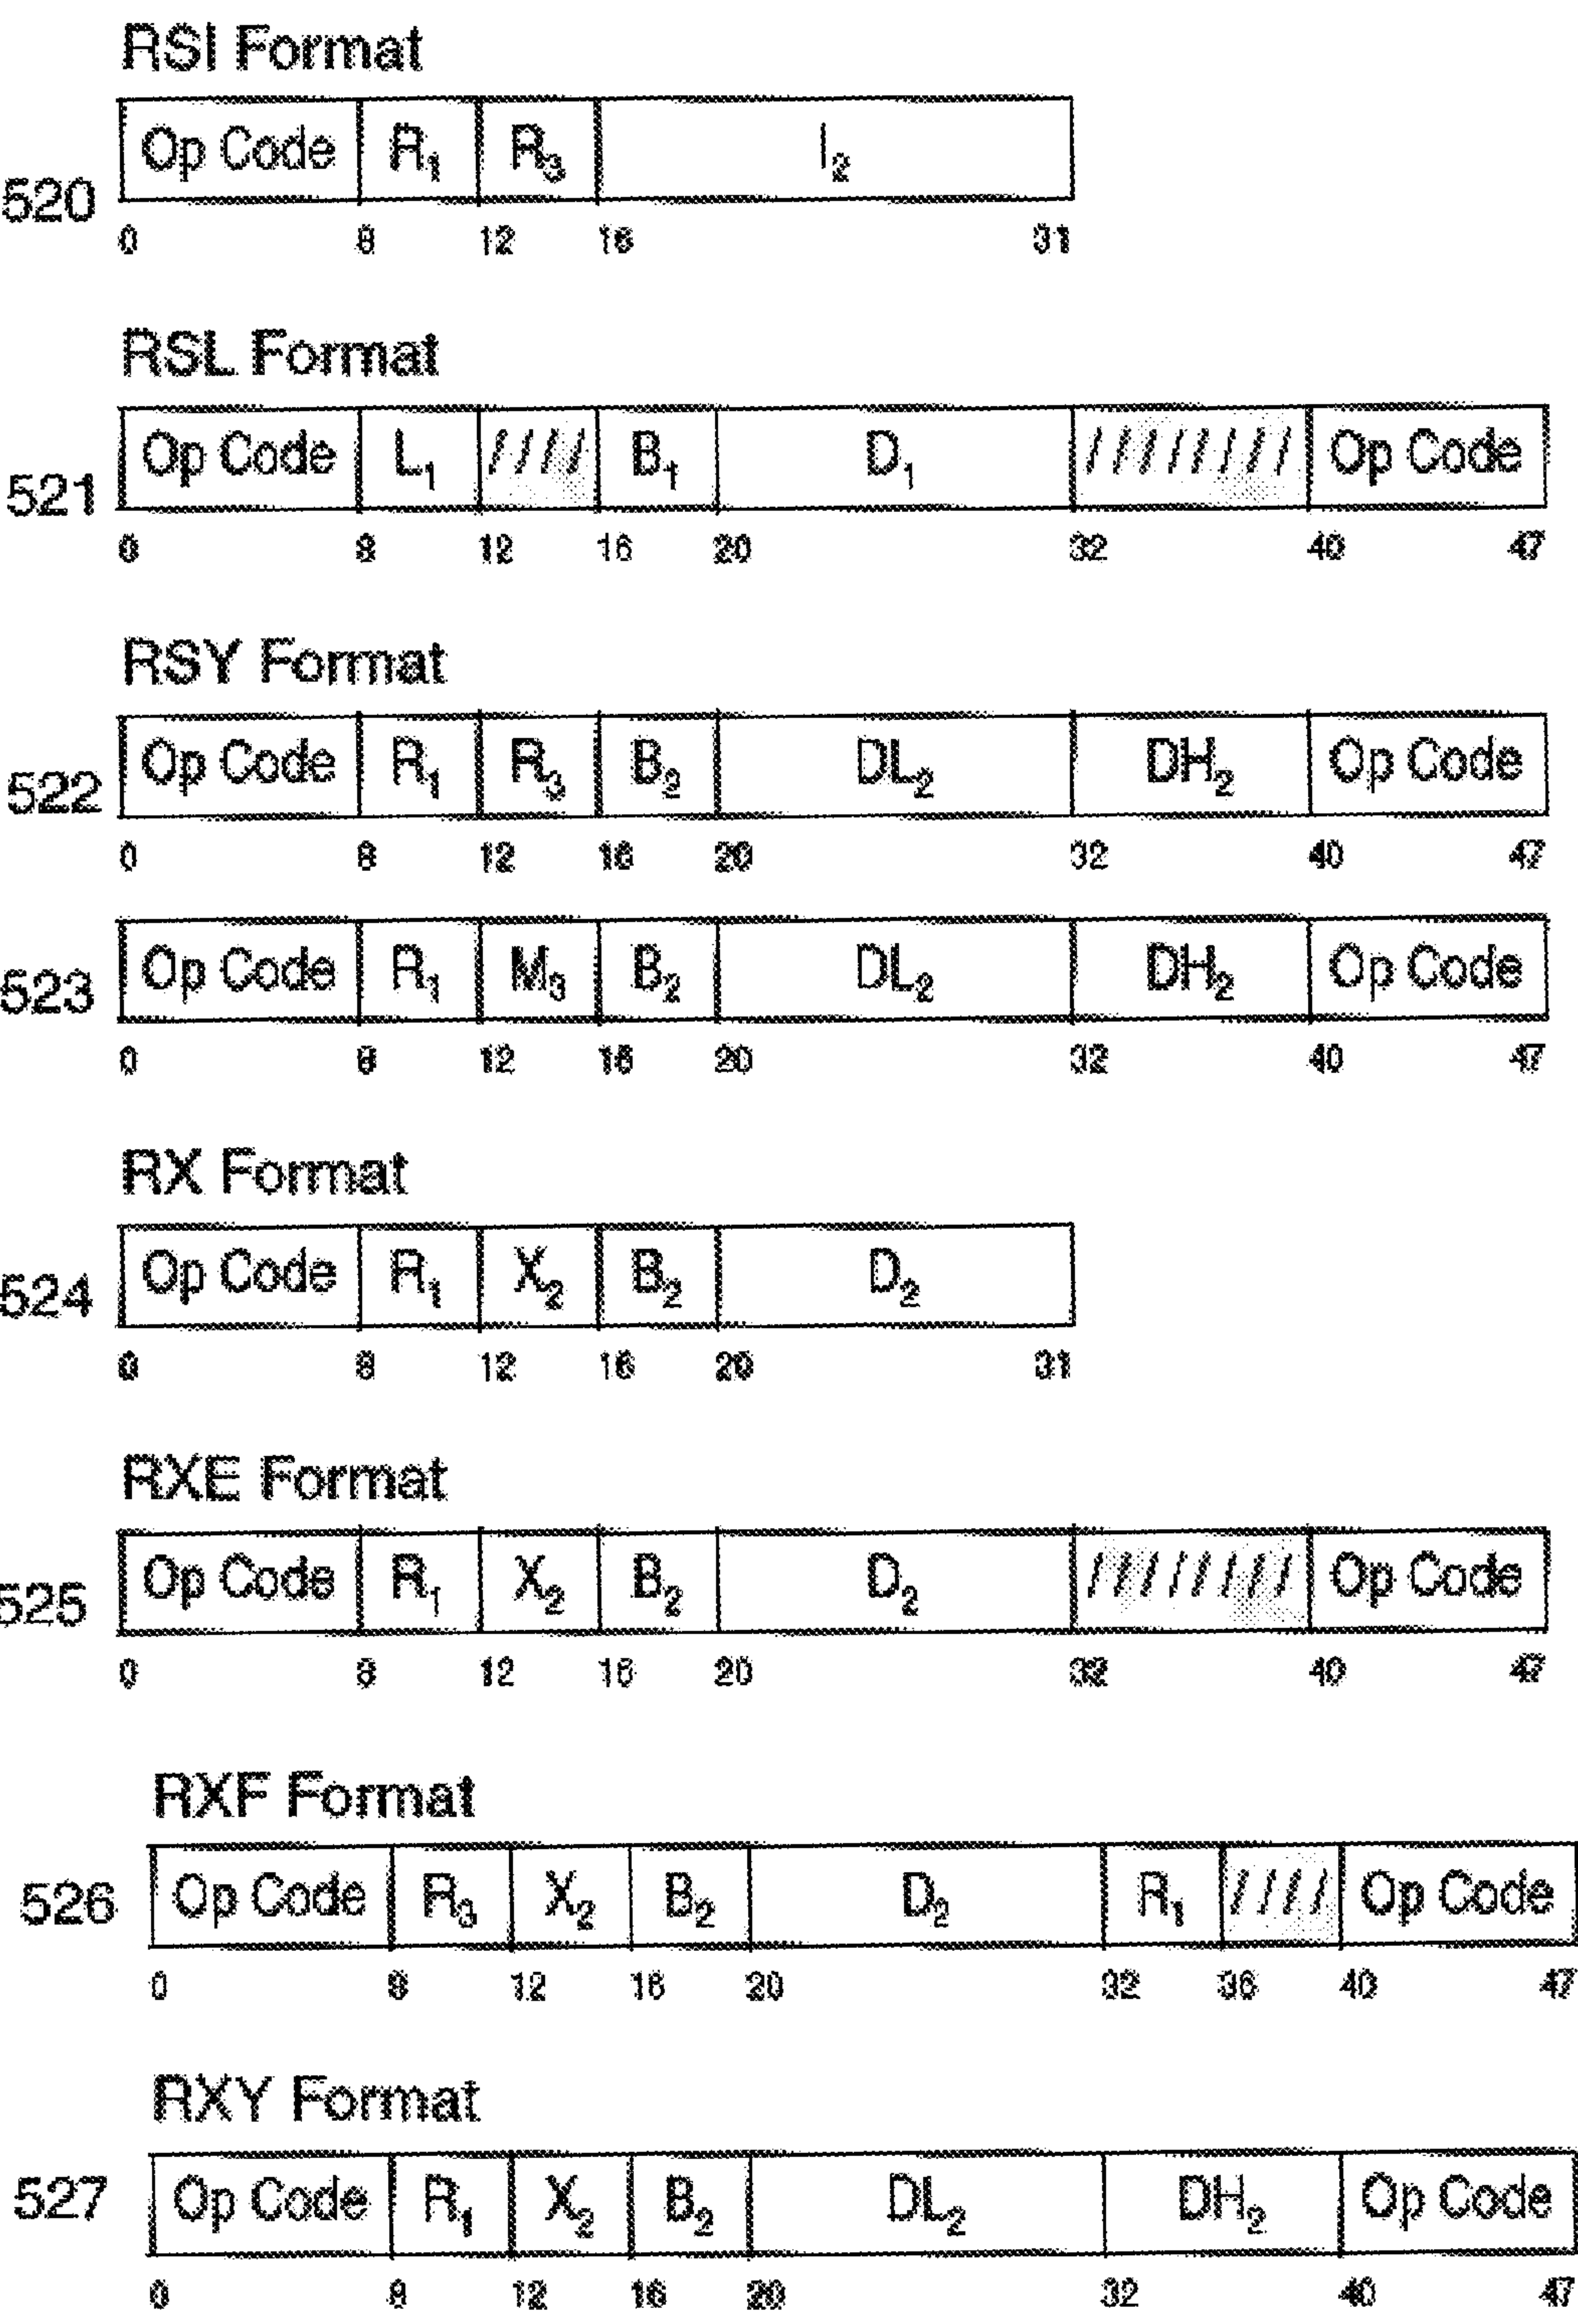 RSI Format
Op Code R₁ R₃ I₂
520
0 8 12 16 31
RSL Format
Op Code L₁ //// B₁ D₁ //////// Op Code
521
0 8 12 16 20 32 40 47
RSY Format
Op Code R₁ R₃ B₂ DL₂ DH₂ Op Code
522
0 8 12 16 20 32 40 47
Op Code R₁ M₃ B₂ DL₂ DH₂ Op Code
523
0 8 12 16 20 32 40 47
RX Format
Op Code R₁ X₂ B₂ D₂
524
0 8 12 16 20 31
RXE Format
Op Code R₁ X₂ B₂ D₂ //////// Op Code
525
0 8 12 16 20 32 40 47
RXF Format
526 Op Code R₃ X₂ B₂ D₂ R₁ //// Op Code
0 8 12 16 20 32 36 40 47
RXY Format
527 Op Code R₁ X₂ B₂ DL₂ DH₂ Op Code
0 8 12 16 20 32 40 47